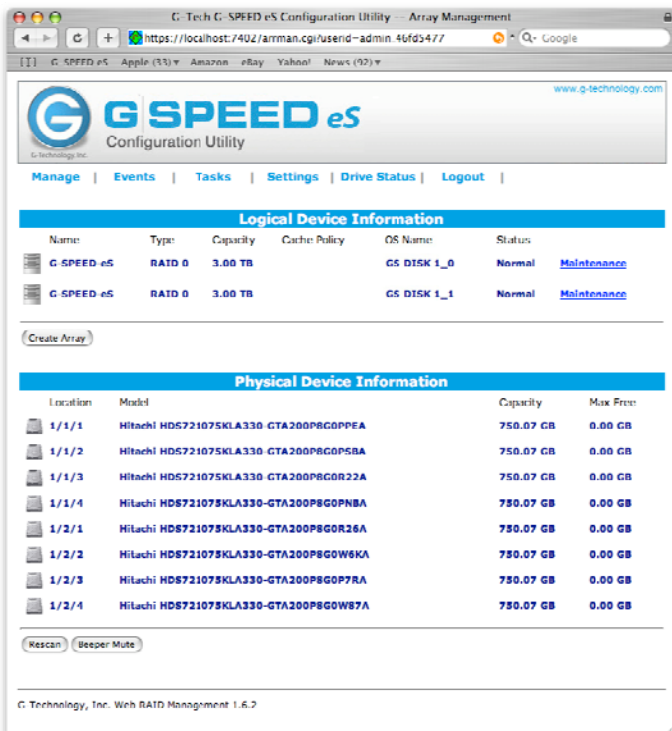 G-Tech G-SPEED eS Configuration Utility -- Array Management
https://localhost:7402/arrman.cgi?userid=admin_46fd5477 Q- Google
G-SPEED eS Apple (33) Amazon eBay Yahoo! News (92)
www.g-technology.com
G SPEED eS
Configuration Utility
G-Technology Inc.
Manage | Events | Tasks | Settings | Drive Status | Logout |
Logical Device Information
Name Type Capacity Cache Policy OS Name Status
G-SPEED-eS RAID 0 3.00 TB GS DISK 1_0 Normal Maintenance
G-SPEED-eS RAID 0 3.00 TB GS DISK 1_1 Normal Maintenance
Create Array
Physical Device Information
Location Model Capacity Max Free
1/1/1 Hitachi HDS721075KLA330-GTA200P8G0PPEA 750.07 GB 0.00 GB
1/1/2 Hitachi HDS721075KLA330-GTA200P8G0PSBA 750.07 GB 0.00 GB
1/1/3 Hitachi HDS721075KLA330-GTA200P8G0R22A 750.07 GB 0.00 GB
1/1/4 Hitachi HDS721075KLA330-GTA200P8G0PNBA 750.07 GB 0.00 GB
1/2/1 Hitachi HDS721075KLA330-GTA200P8G0R26A 750.07 GB 0.00 GB
1/2/2 Hitachi HDS721075KLA330-GTA200P8G0W6KA 750.07 GB 0.00 GB
1/2/3 Hitachi HDS721075KLA330-GTA200P8G0P7RA 750.07 GB 0.00 GB
1/2/4 Hitachi HDS721075KLA330-GTA200P8G0W87A 750.07 GB 0.00 GB
Rescan Beeper Mute
G-Technology, Inc. Web RAID Management 1.6.2